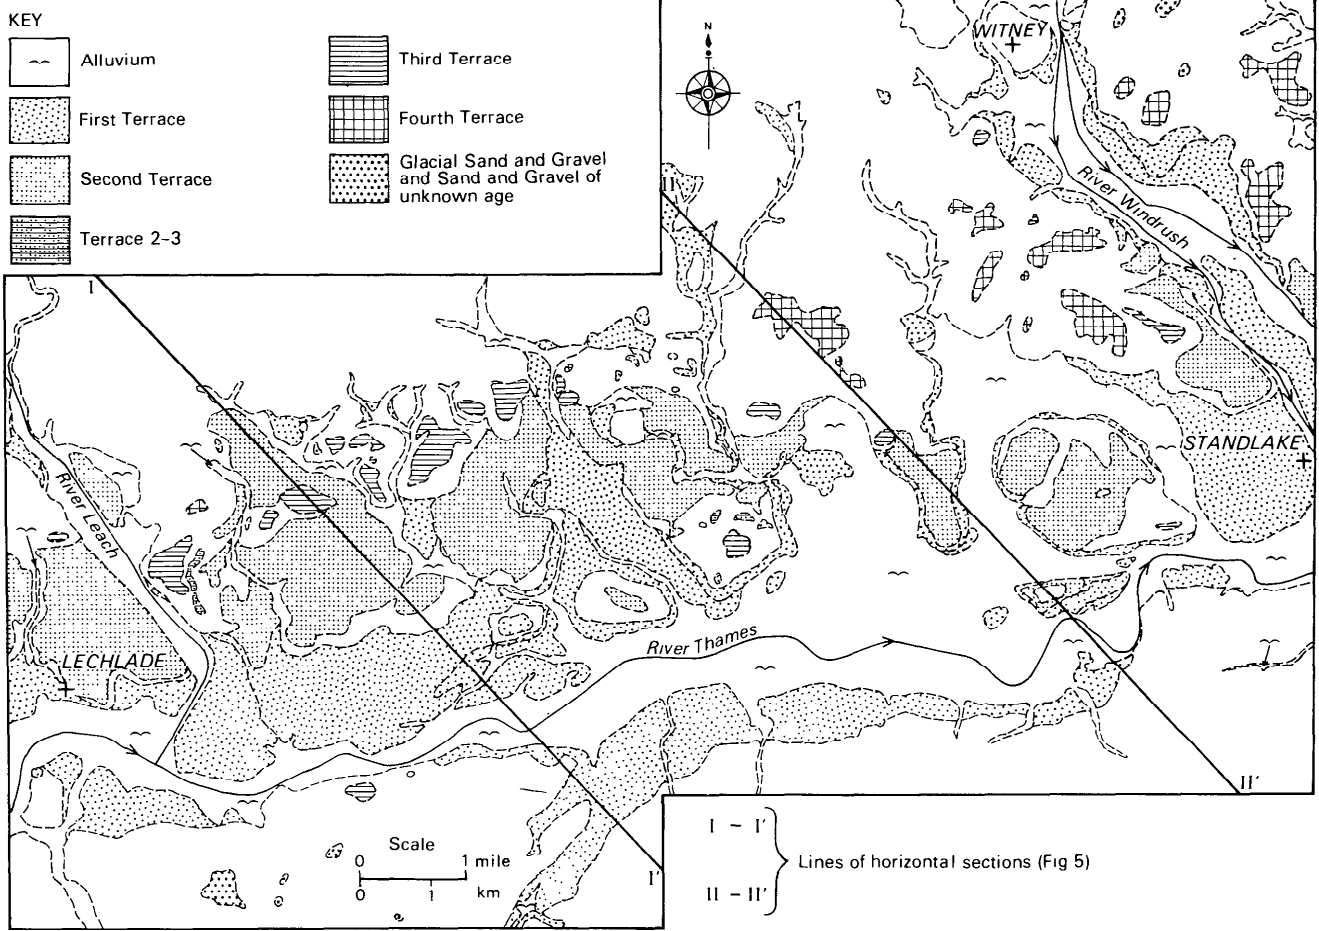 KEY
Alluvium
First Terrace
Second Terrace
Terrace 2-3
Third Terrace
Fourth Terrace
Glacial Sand and Gravel
and Sand and Gravel of
unknown age
N
WITNEY
II
River Windrush
I
STANDLAKE
River Leach
LECHLADE
River Thames
II'
Scale
0 1 mile
0 1 km
I'
I – I'
Lines of horizontal sections (Fig 5)
II – II'